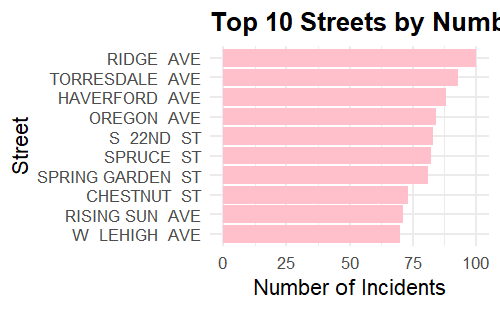 Top 10 Streets by Numb
RIDGE  AVE
TORRESDALE  AVE
HAVERFORD  AVE
OREGON  AVE
S  22ND  ST
SPRUCE  ST
SPRING GARDEN  ST
CHESTNUT  ST
RISING SUN  AVE
W  LEHIGH  AVE
Street
0 25 50 75 100
Number of Incidents